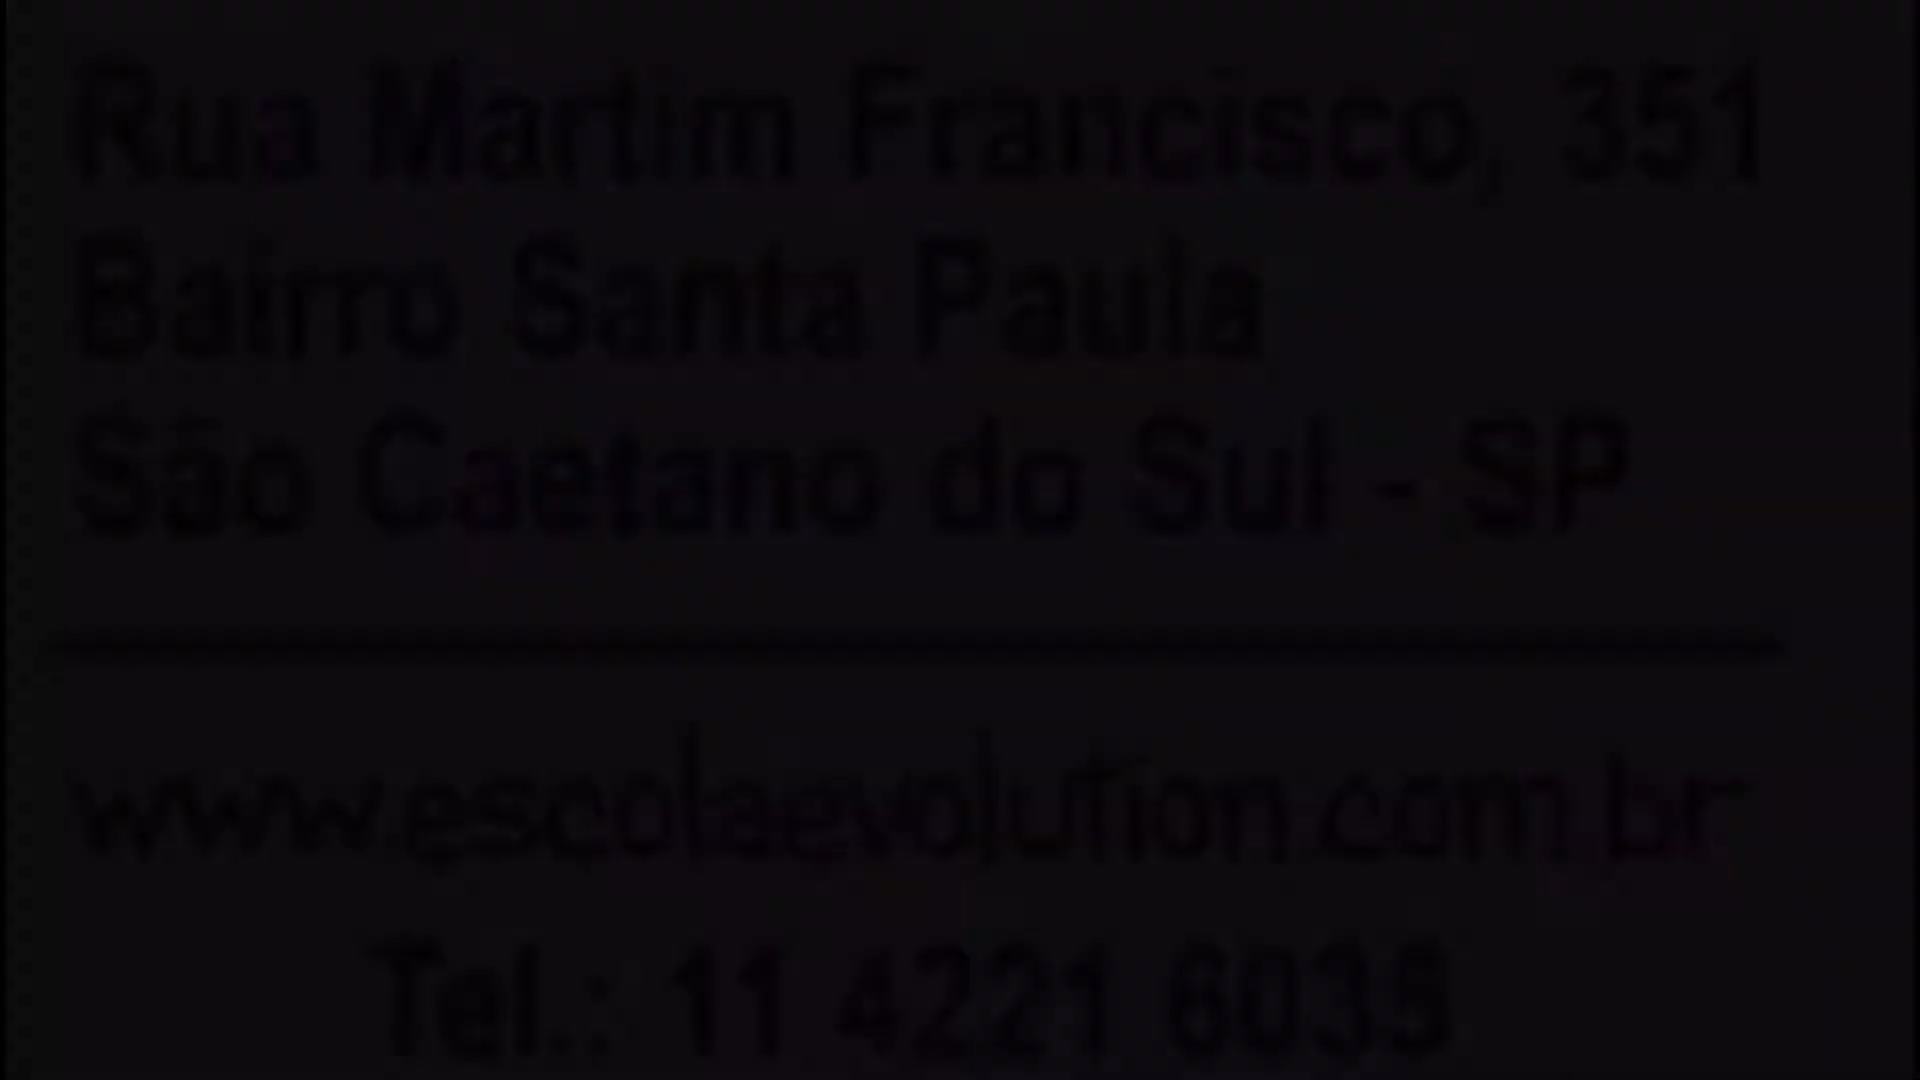 Rua Martim Francisco, 351
Bairro Santa Paula
São Caetano do Sul - SP
www.escolaevolution.com.br
Tel.: 11 4221 6035